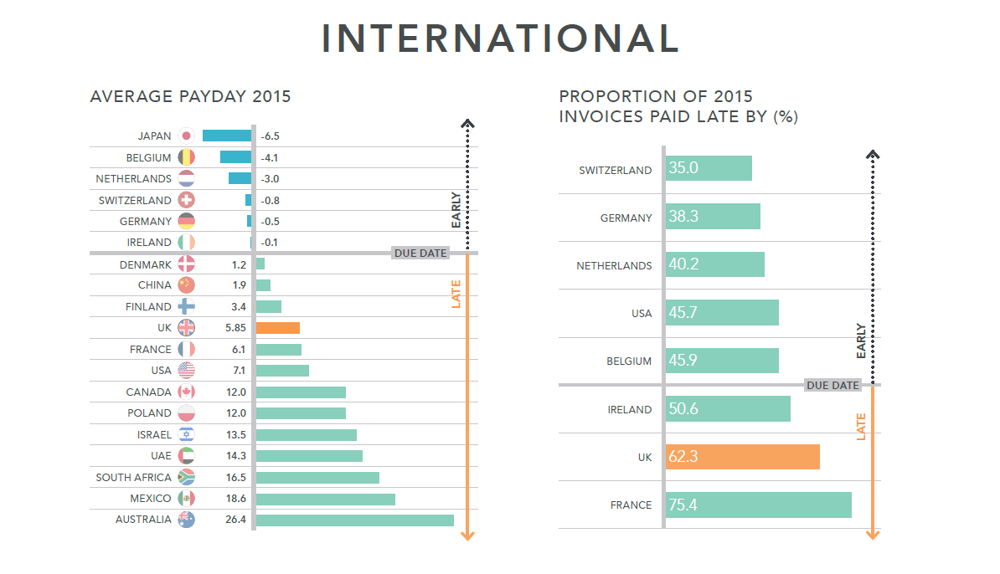 INTERNATIONAL
AVERAGE PAYDAY 2015
JAPAN -6.5
BELGIUM -4.1
NETHERLANDS -3.0
SWITZERLAND -0.8
GERMANY -0.5
IRELAND -0.1
DUE DATE
DENMARK 1.2
CHINA 1.9
FINLAND 3.4
UK 5.85
FRANCE 6.1
USA 7.1
CANADA 12.0
POLAND 12.0
ISRAEL 13.5
UAE 14.3
SOUTH AFRICA 16.5
MEXICO 18.6
AUSTRALIA 26.4
EARLY
LATE
PROPORTION OF 2015
INVOICES PAID LATE BY (%)
SWITZERLAND 35.0
GERMANY 38.3
NETHERLANDS 40.2
USA 45.7
BELGIUM 45.9
DUE DATE
IRELAND 50.6
UK 62.3
FRANCE 75.4
EARLY
LATE